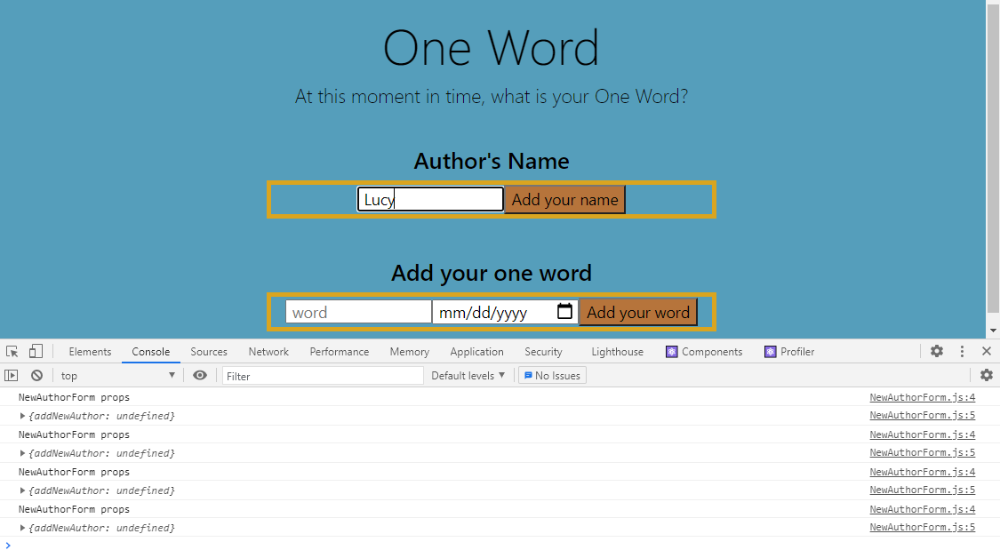 One Word
At this moment in time, what is your One Word?
Author's Name
Lucy Add your name
Add your one word
word mm/dd/yyyy Add your word
Elements Console Sources Network Performance Memory Application Security Lighthouse Components Profiler
top Filter Default levels No Issues
NewAuthorForm props NewAuthorForm.js:4
{addNewAuthor: undefined} NewAuthorForm.js:5
NewAuthorForm props NewAuthorForm.js:4
{addNewAuthor: undefined} NewAuthorForm.js:5
NewAuthorForm props NewAuthorForm.js:4
{addNewAuthor: undefined} NewAuthorForm.js:5
NewAuthorForm props NewAuthorForm.js:4
{addNewAuthor: undefined} NewAuthorForm.js:5